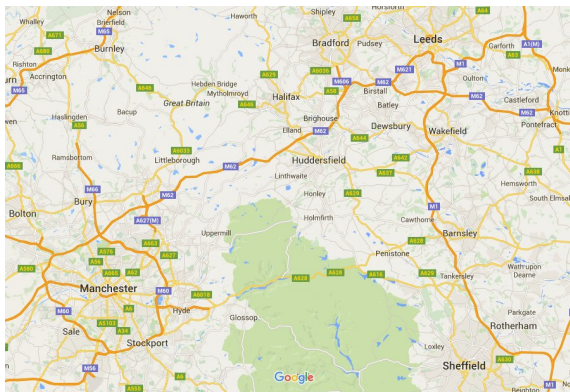 Nelson
Haworth
Shipley
Horsforth
A64
Whalley
Brierfield
M65
A658
A671
Bradford
Pudsey
Leeds
A1(M)
A680
Burnley
M1
Garforth
A63
Rishton
A629
A6036
M621
Accrington
M606
M62
Oulton
M65
A646
Hebden Bridge
Mytholmroyd
Halifax
A58
Birstall
M62
Castleford
Great Britain
A646
Batley
Bacup
Brighouse
M62
Haslingden
Elland
M62
Dewsbury
Wakefield
Pontefract
A56
A644
A6033
A1
Ramsbottom
Littleborough
Huddersfield
A642
M62
A637
A638
Linthwaite
Hemsworth
M66
Honley
A629
South Elmsall
Bury
M62
M1
Bolton
A627(M)
Holmfirth
Cawthorne
Uppermill
Barnsley
A663
A628
A576
A627
Penistone
A580
A56
A665
A62
A628
A628
A616
A629
Tankersley
Wath upon
Dearne
Manchester
M60
A6018
A6
Hyde
Glossop
Parkgate
M60
A5103
Rotherham
Sale
A34
Stockport
Loxley
M56
Sheffield
A630
Google
A6
M1